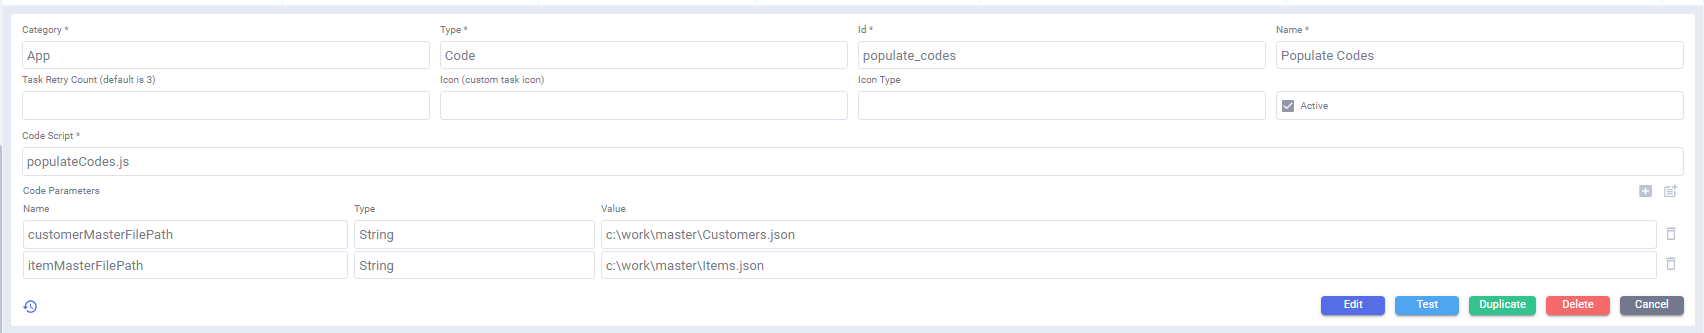 Category * Type * Id * Name *
App Code populate_codes Populate Codes
Task Retry Count (default is 3) Icon (custom task icon) Icon Type
Active
Code Script *
populateCodes.js
Code Parameters
Name Type Value
customerMasterFilePath String c:\work\master\Customers.json
itemMasterFilePath String c:\work\master\Items.json
Edit Test Duplicate Delete Cancel